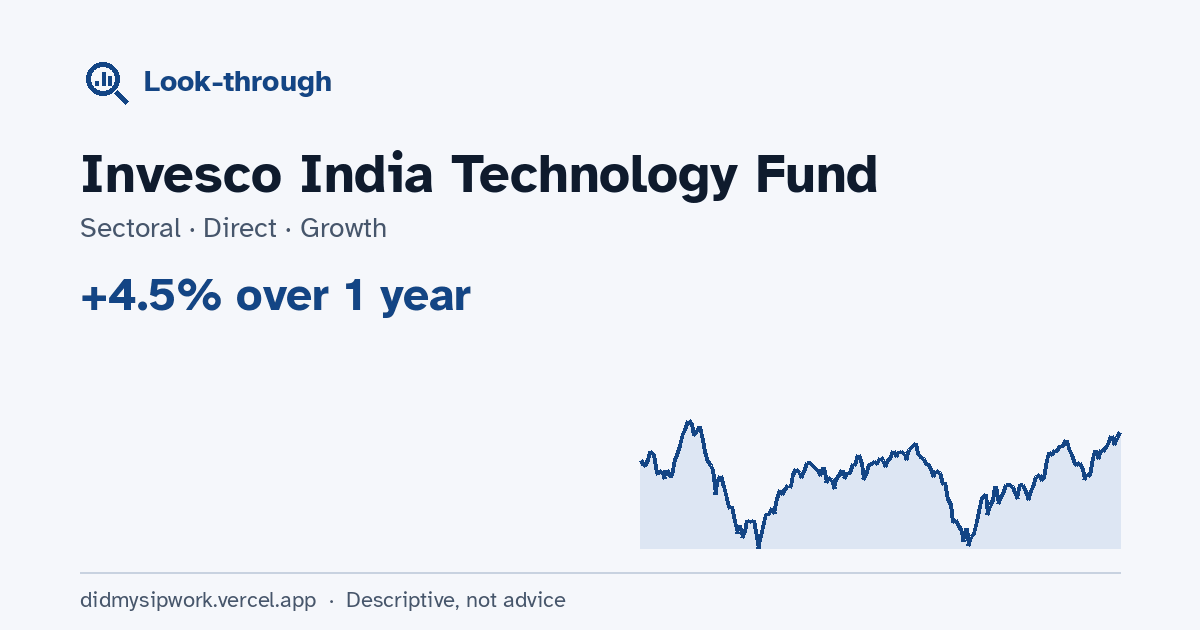 Look-through
Invesco India Technology Fund
Sectoral · Direct · Growth
+4.5% over 1 year
didmysipwork.vercel.app · Descriptive, not advice